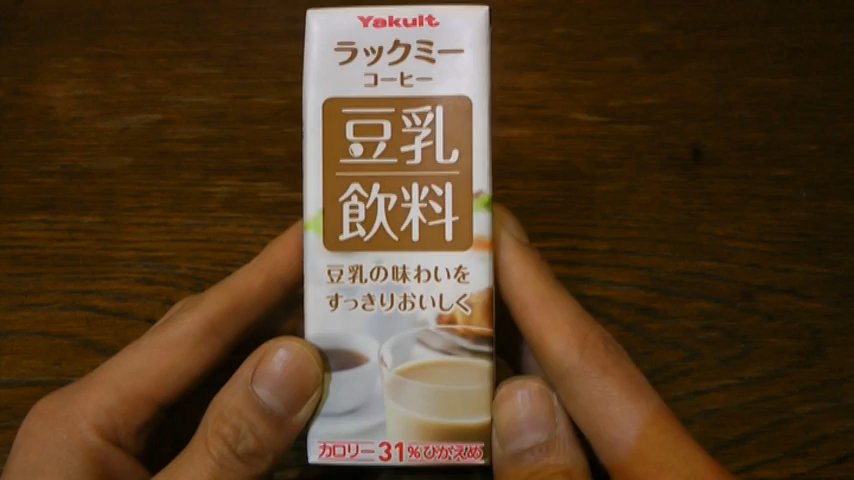 Yakult
ラックミー
コーヒー
豆乳
飲料
豆乳の味わいを
すっきりおいしく
カロリー31%ひかえめ